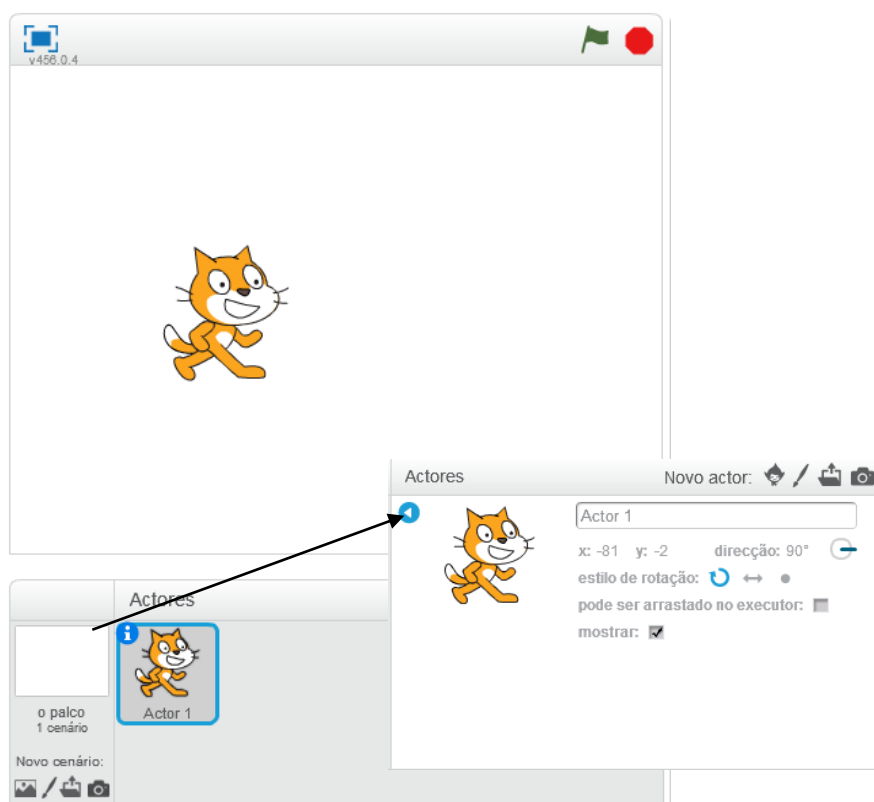 v456.0.4
Actores
Novo actor:
Actor 1
x: -81 y: -2 direcção: 90°
estilo de rotação:
pode ser arrastado no executor:
mostrar:
Actores
i
Actor 1
o palco
1 cenário
Novo cenário: